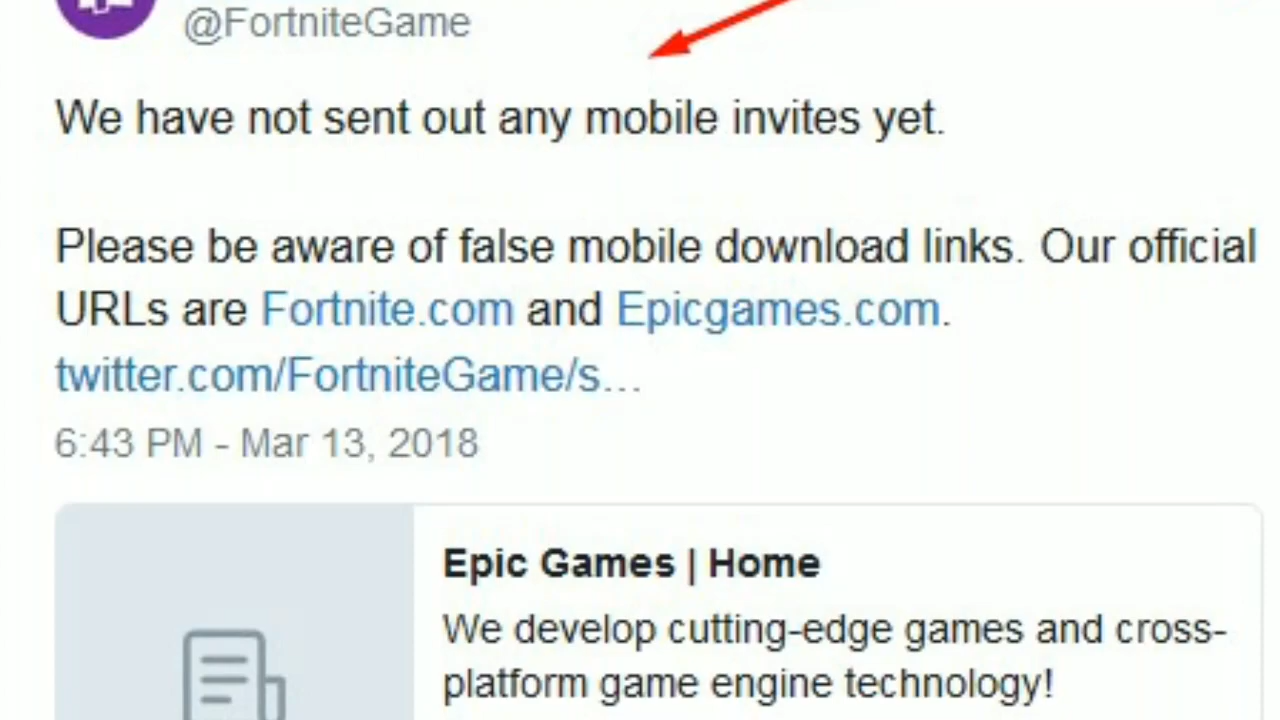 @FortniteGame
We have not sent out any mobile invites yet.
Please be aware of false mobile download links. Our official
URLs are Fortnite.com and Epicgames.com.
twitter.com/FortniteGame/s...
6:43 PM - Mar 13, 2018
Epic Games | Home
We develop cutting-edge games and cross-
platform game engine technology!